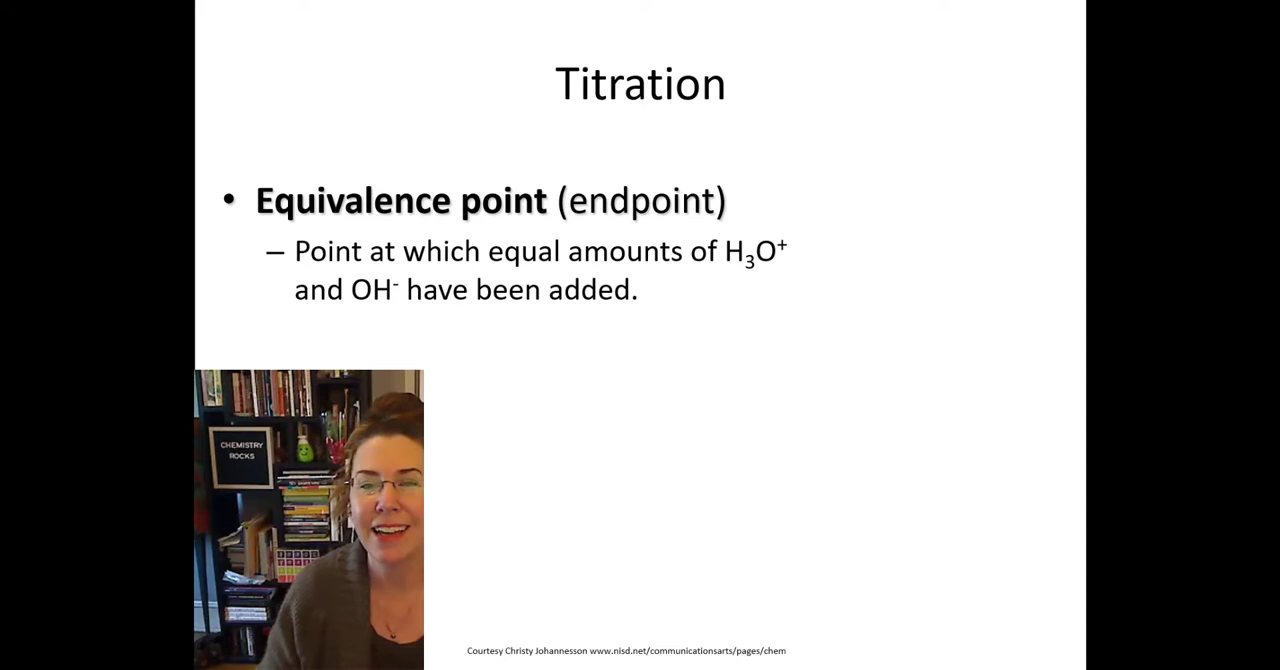 Titration
• Equivalence point (endpoint)
– Point at which equal amounts of H₃O⁺
and OH⁻ have been added.
CHEMISTRY
ROCKS
Courtesy Christy Johannesson www.nisd.net/communicationsarts/pages/chem